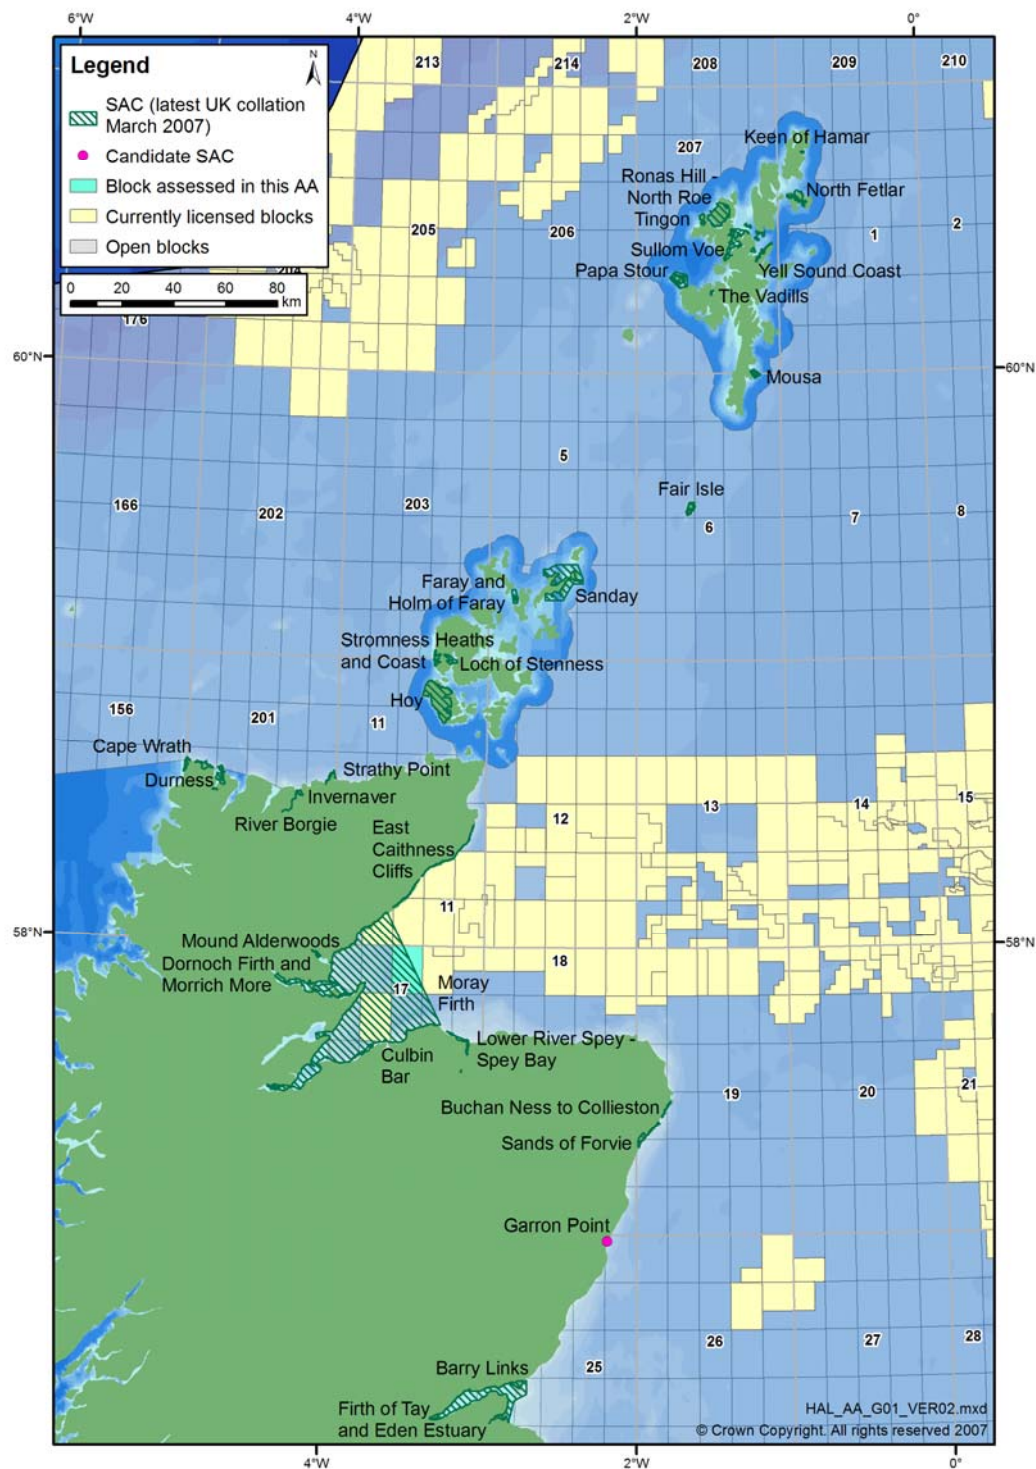 6°W 4°W 2°W 0°
Legend
N
SAC (latest UK collation
March 2007)
Candidate SAC
Block assessed in this AA
Currently licensed blocks
Open blocks
0 20 40 60 80
km
213 214 208 209 210
Keen of Hamar
207
Ronas Hill -
North Roe
Tingon
North Fetlar
205 206 1 2
Sullom Voe
Papa Stour
Yell Sound Coast
204
The Vadills
176
60°N 60°N
Mousa
5
Fair Isle
166 202 203 6 7 8
Faray and
Holm of Faray
Sanday
Stromness Heaths
and Coast
Loch of Stenness
Hoy
156 201 11
Cape Wrath
Durness
Strathy Point
Invernaver
River Borgie
12 13 14 15
East
Caithness
Cliffs
11
58°N 58°N
Mound Alderwoods
Dornoch Firth and
Morrich More
18
17
Moray
Firth
Lower River Spey -
Spey Bay
Culbin
Bar
19 20 21
Buchan Ness to Collieston
Sands of Forvie
Garron Point
25 26 27 28
Barry Links
Firth of Tay
and Eden Estuary
HAL_AA_G01_VER02.mxd
© Crown Copyright. All rights reserved 2007
4°W 2°W 0°